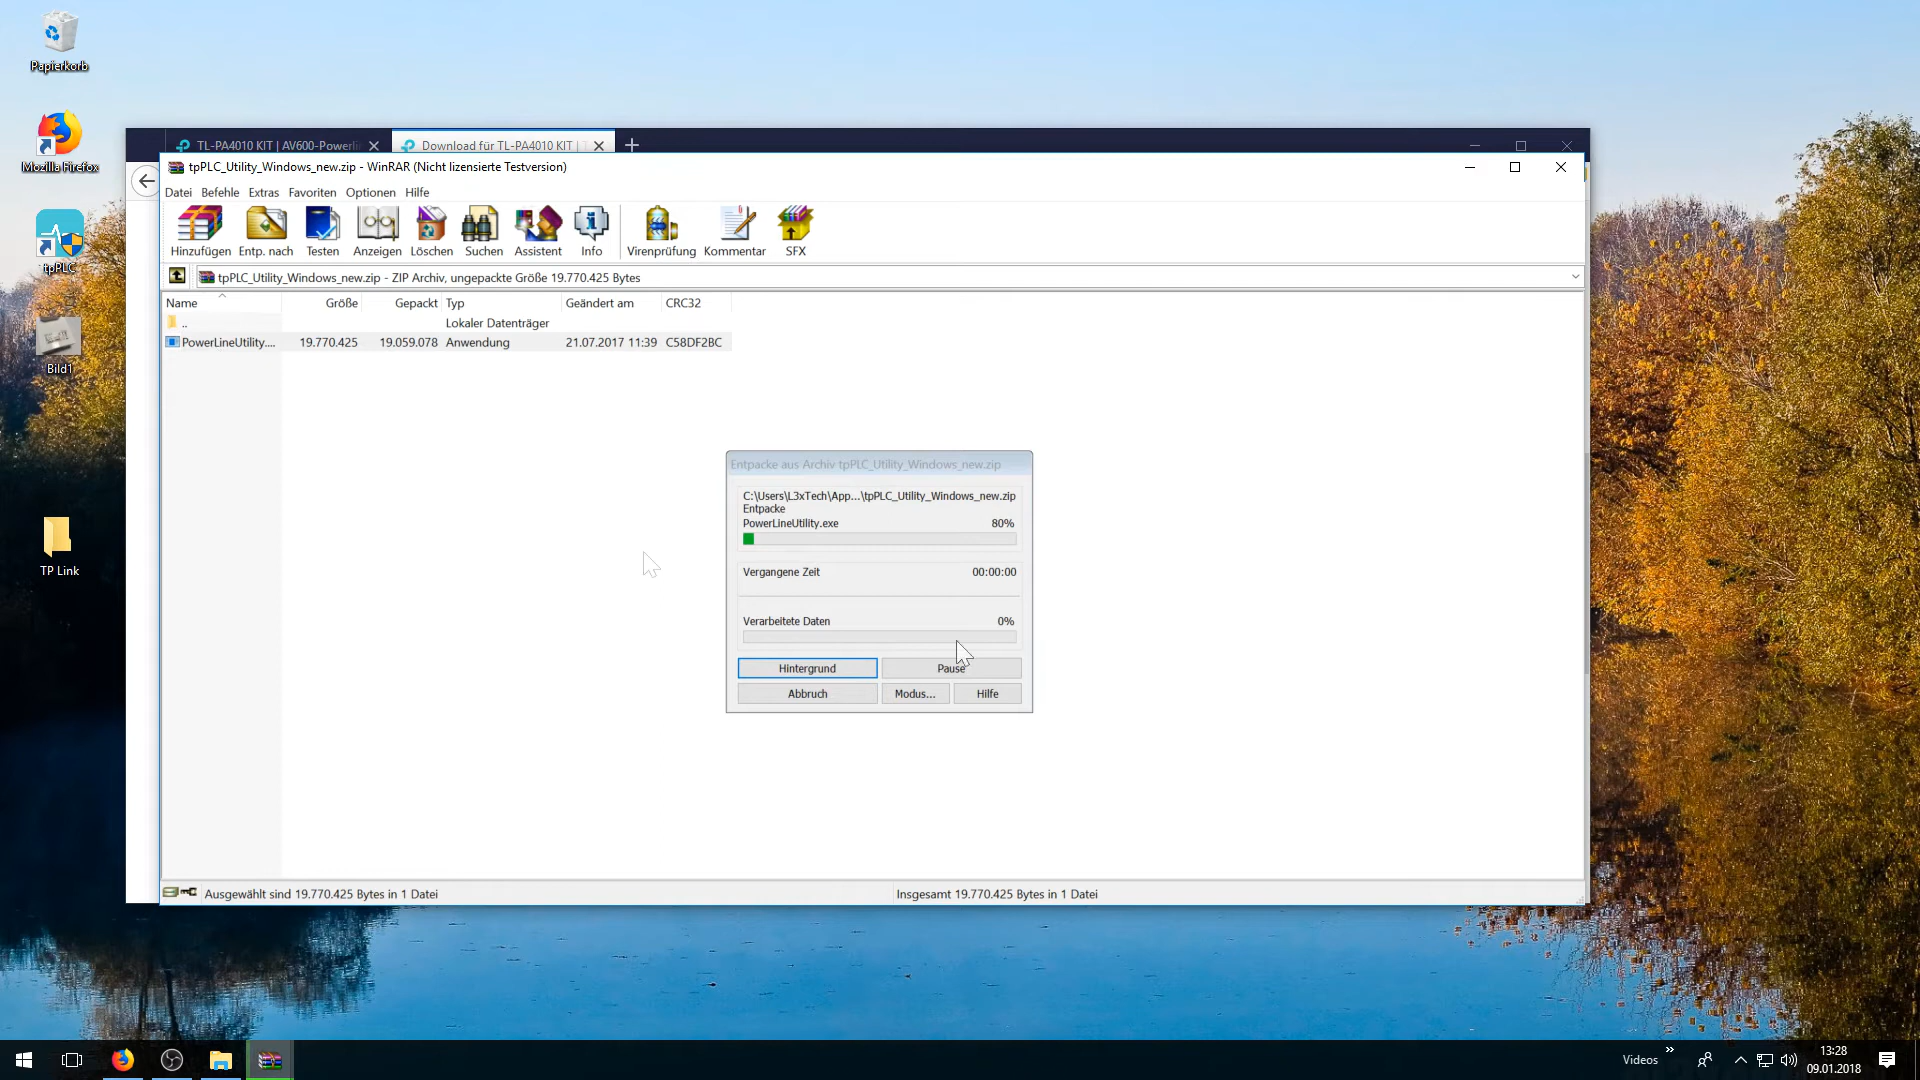 Papierkorb
Mozilla Firefox
tpPLC
Bild1
TP Link
TL-PA4010 KIT | AV600-Powerli
Download für TL-PA4010 KIT |
tpPLC_Utility_Windows_new.zip - WinRAR (Nicht lizensierte Testversion)
Datei Befehle Extras Favoriten Optionen Hilfe
Hinzufügen Entp. nach Testen Anzeigen Löschen Suchen Assistent Info Virenprüfung Kommentar SFX
tpPLC_Utility_Windows_new.zip - ZIP Archiv, ungepackte Größe 19.770.425 Bytes
Name Größe Gepackt Typ Geändert am CRC32
.. Lokaler Datenträger
PowerLineUtility.... 19.770.425 19.059.078 Anwendung 21.07.2017 11:39 C58DF2BC
Entpacke aus Archiv tpPLC_Utility_Windows_new.zip
C:\Users\L3xTech\App...\tpPLC_Utility_Windows_new.zip
Entpacke
PowerLineUtility.exe 80%
Vergangene Zeit 00:00:00
Verarbeitete Daten 0%
Hintergrund Pause
Abbruch Modus... Hilfe
Ausgewählt sind 19.770.425 Bytes in 1 Datei Insgesamt 19.770.425 Bytes in 1 Datei
Videos
13:28
09.01.2018